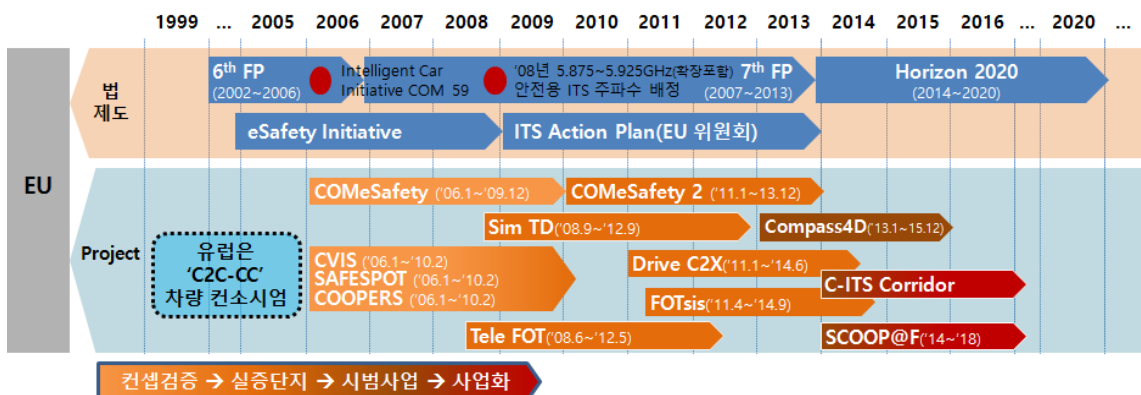 1999 ... 2005 2006 2007 2008 2009 2010 2011 2012 2013 2014 2015 2016 ... 2020 ...
EU
법
제도
6th FP
(2002~2006)
Intelligent Car
Initiative COM 59
'08년 5.875~5.925GHz(확장포함)
안전용 ITS 주파수 배정
7th FP
(2007~2013)
Horizon 2020
(2014~2020)
eSafety Initiative
ITS Action Plan(EU 위원회)
Project
유럽은
'C2C-CC'
차량 컨소시엄
COMeSafety ('06.1~'09.12)
COMeSafety 2 ('11.1~13.12)
Sim TD('08.9~'12.9)
Compass4D('13.1~15.12)
CVIS ('06.1~'10.2)
SAFESPOT ('06.1~'10.2)
COOPERS ('06.1~'10.2)
Drive C2X('11.1~'14.6)
C-ITS Corridor
FOTsis('11.4~'14.9)
Tele FOT('08.6~'12.5)
SCOOP@F('14~'18)
컨셉검증 → 실증단지 → 시범사업 → 사업화